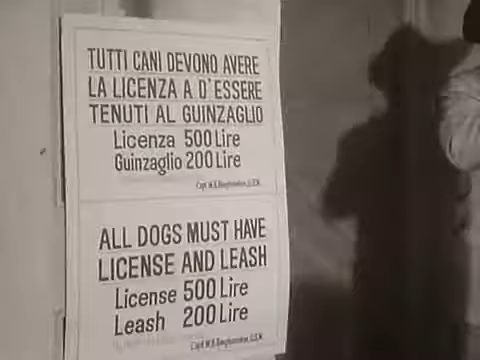 TUTTI CANI DEVONO AVERE
LA LICENZA A D'ESSERE
TENUTI AL GUINZAGLIO
Licenza 500 Lire
Guinzaglio 200 Lire
ALL DOGS MUST HAVE
LICENSE AND LEASH
License 500 Lire
Leash 200 Lire